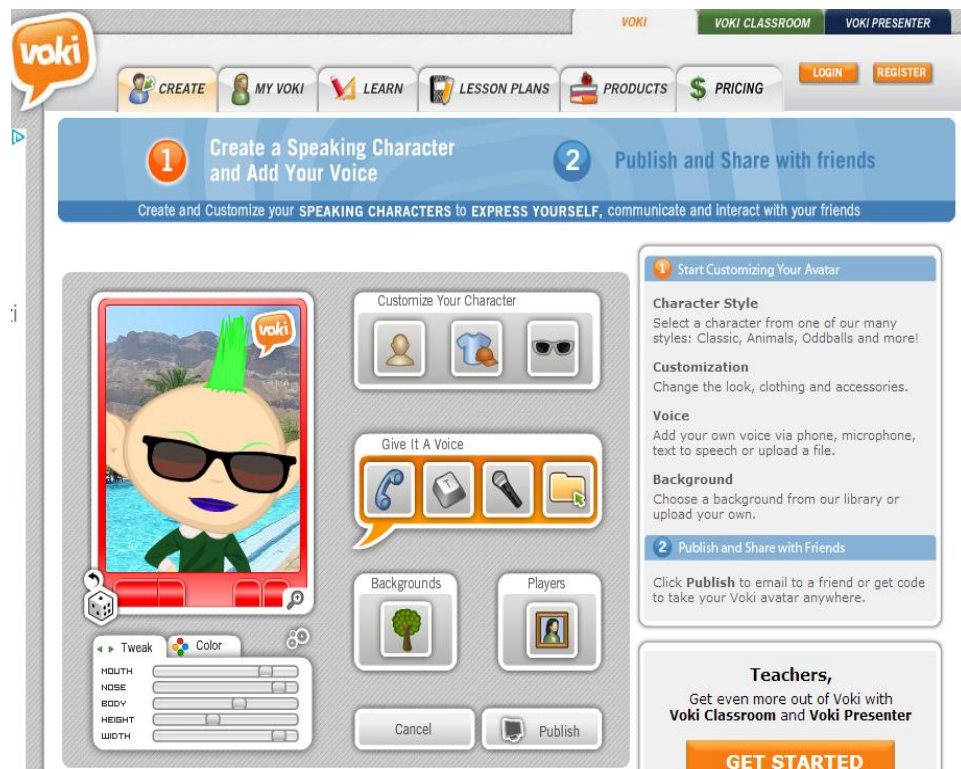 voki
VOKI
VOKI CLASSROOM
VOKI PRESENTER
CREATE
MY VOKI
LEARN
LESSON PLANS
PRODUCTS
$ PRICING
LOGIN
REGISTER
1
Create a Speaking Character
and Add Your Voice
2
Publish and Share with friends
Create and Customize your SPEAKING CHARACTERS to EXPRESS YOURSELF, communicate and interact with your friends
zi
voki
Tweak
Color
MOUTH
NOSE
BODY
HEIGHT
WIDTH
Customize Your Character
Give It A Voice
T
Backgrounds
Players
Cancel
Publish
1 Start Customizing Your Avatar
Character Style
Select a character from one of our many
styles: Classic, Animals, Oddballs and more!
Customization
Change the look, clothing and accessories.
Voice
Add your own voice via phone, microphone,
text to speech or upload a file.
Background
Choose a background from our library or
upload your own.
2 Publish and Share with Friends
Click Publish to email to a friend or get code
to take your Voki avatar anywhere.
Teachers,
Get even more out of Voki with
Voki Classroom and Voki Presenter
GET STARTED